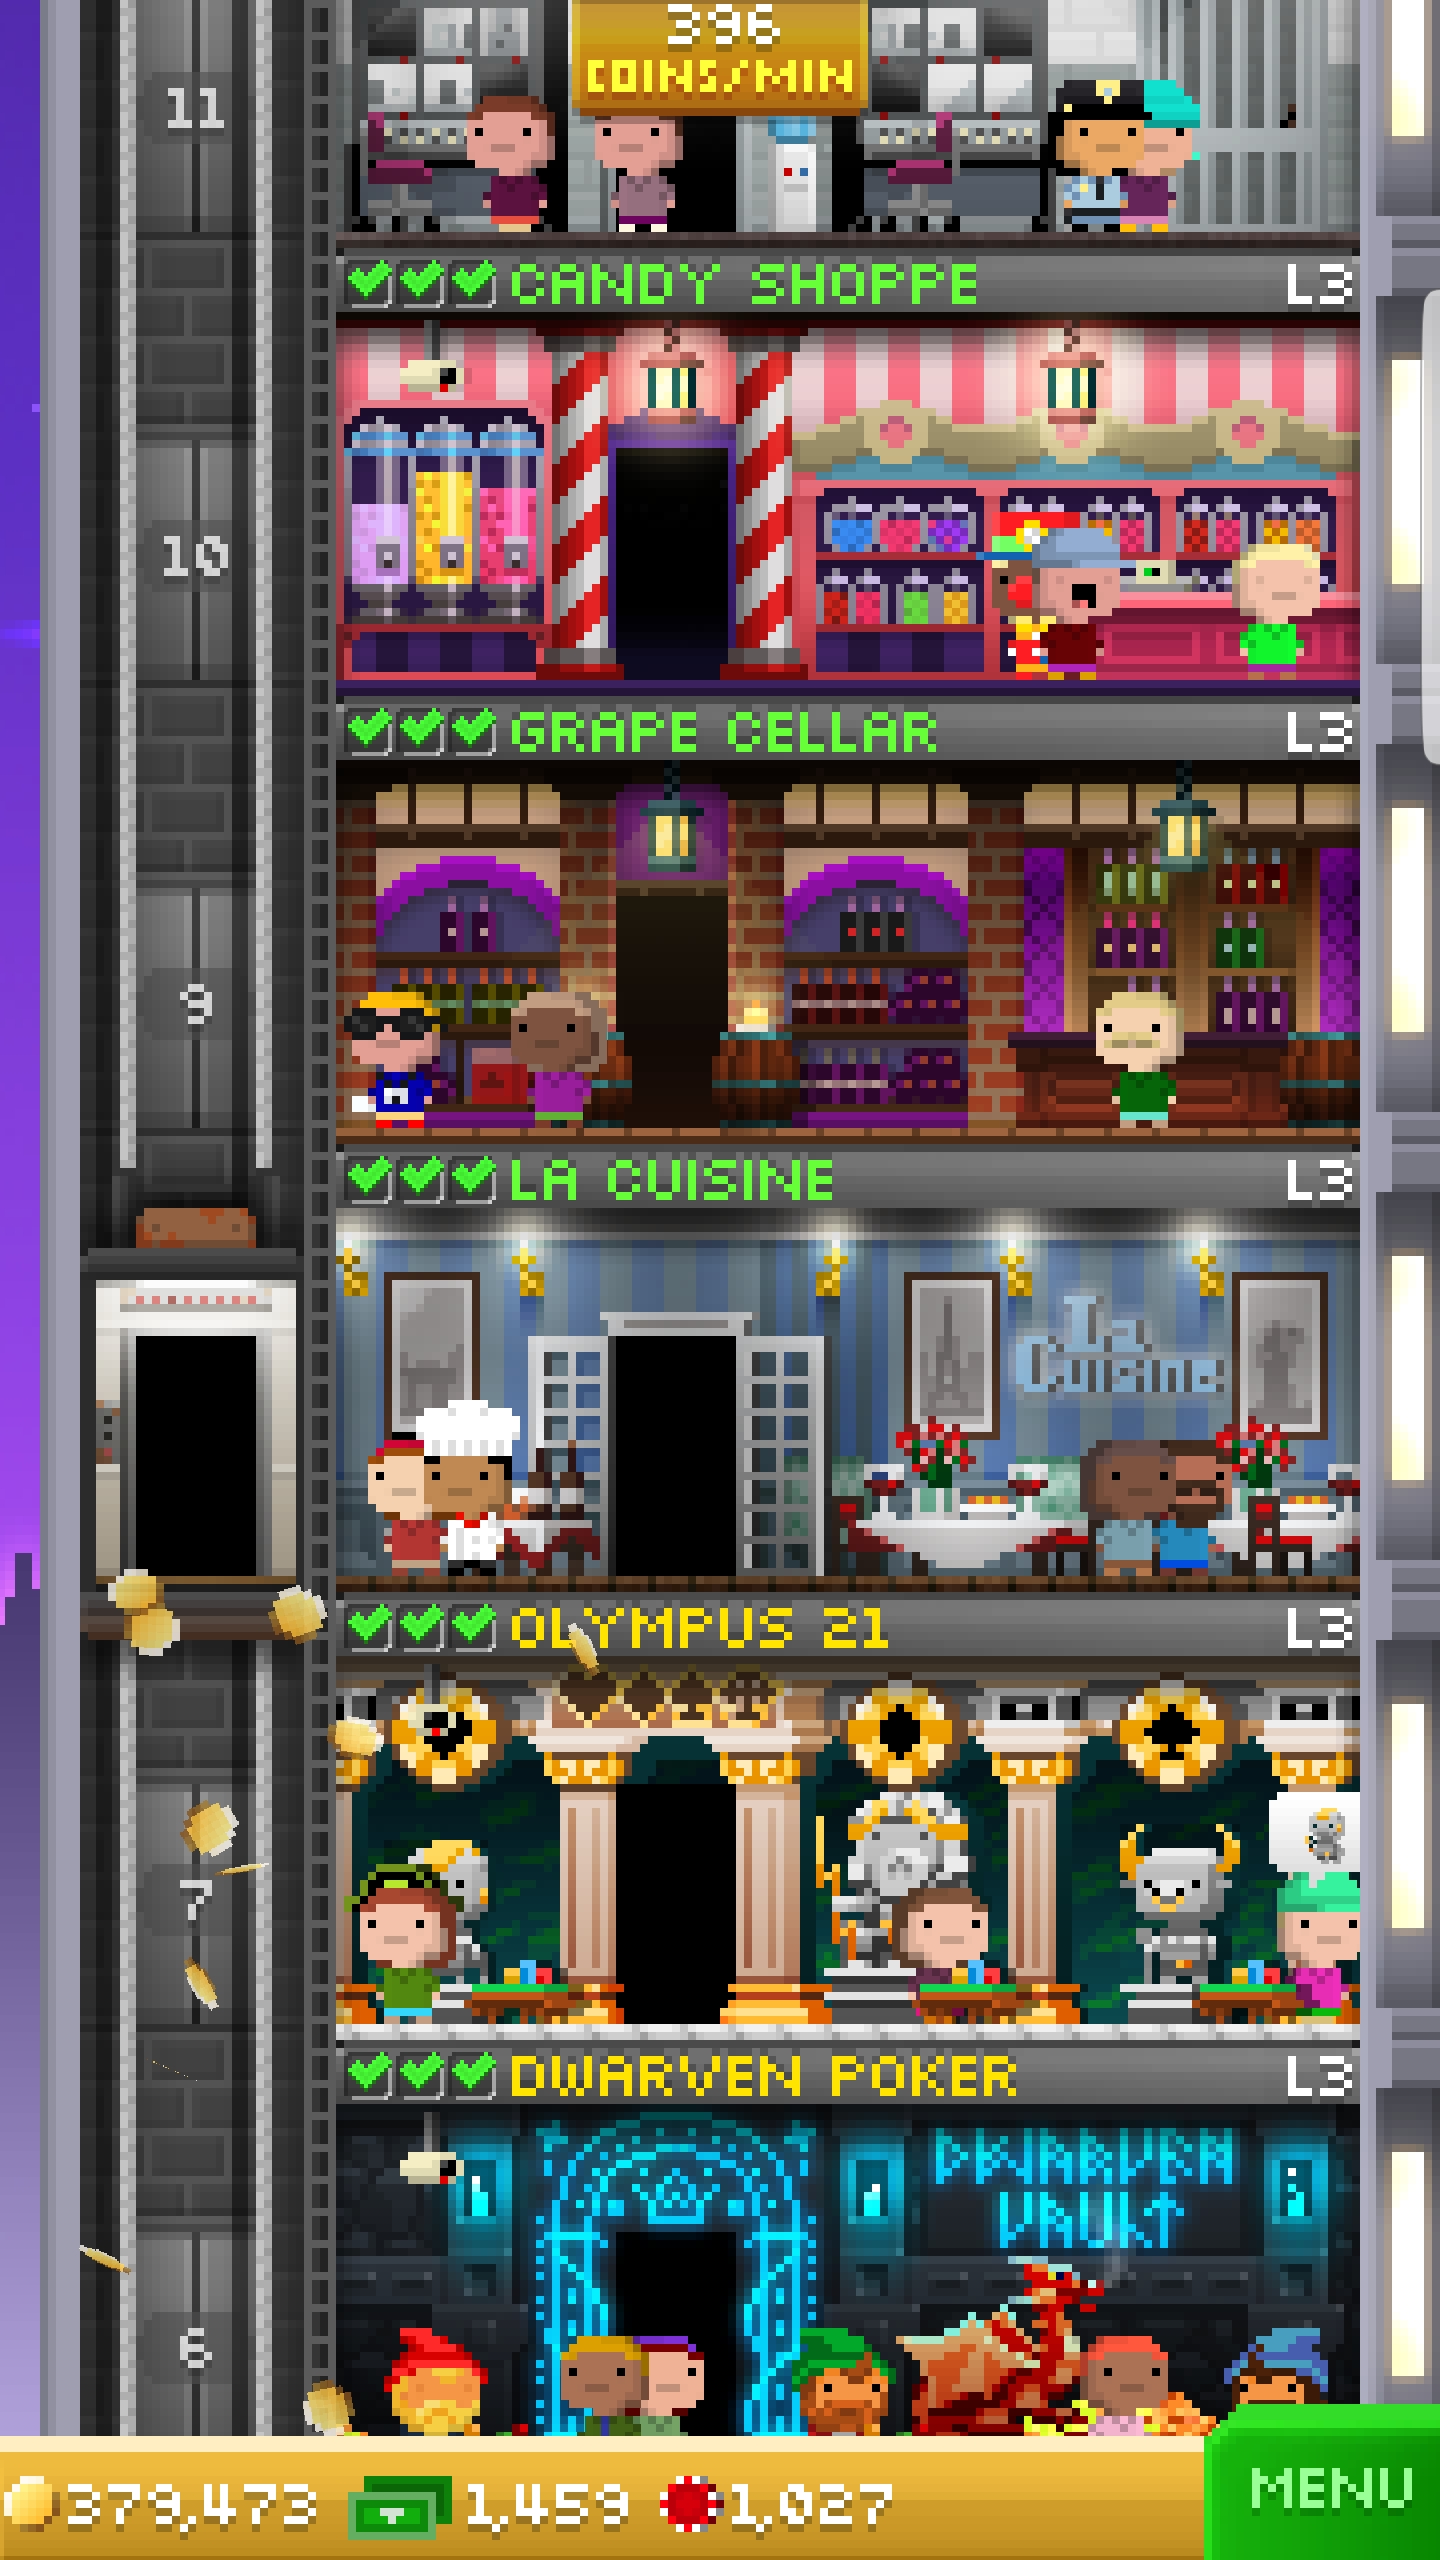 396
COINS/MIN
11
CANDY SHOPPE L3
10
GRAPE CELLAR L3
9
LA CUISINE L3
La
Cuisine
OLYMPUS 21 L3
7
DWARVEN POKER L3
DWARVEN
VAULT
6
379,473 1,459 1,027 MENU